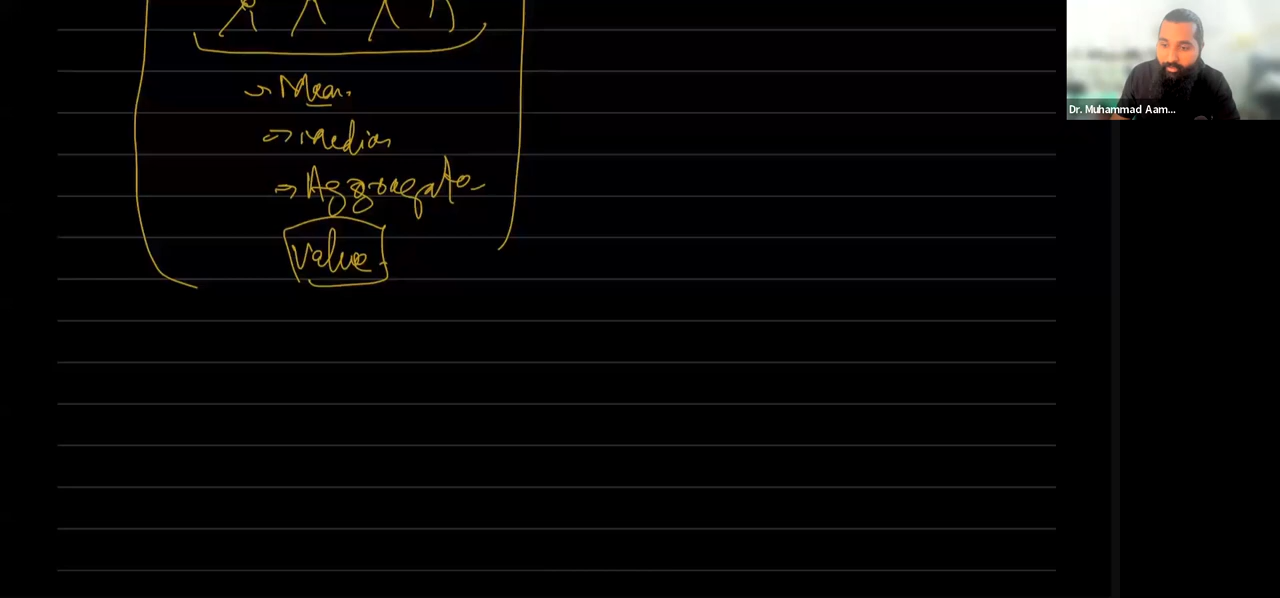 → Mean.
→ Median
→ Aggregate
Value
Dr. Muhammad Aam...